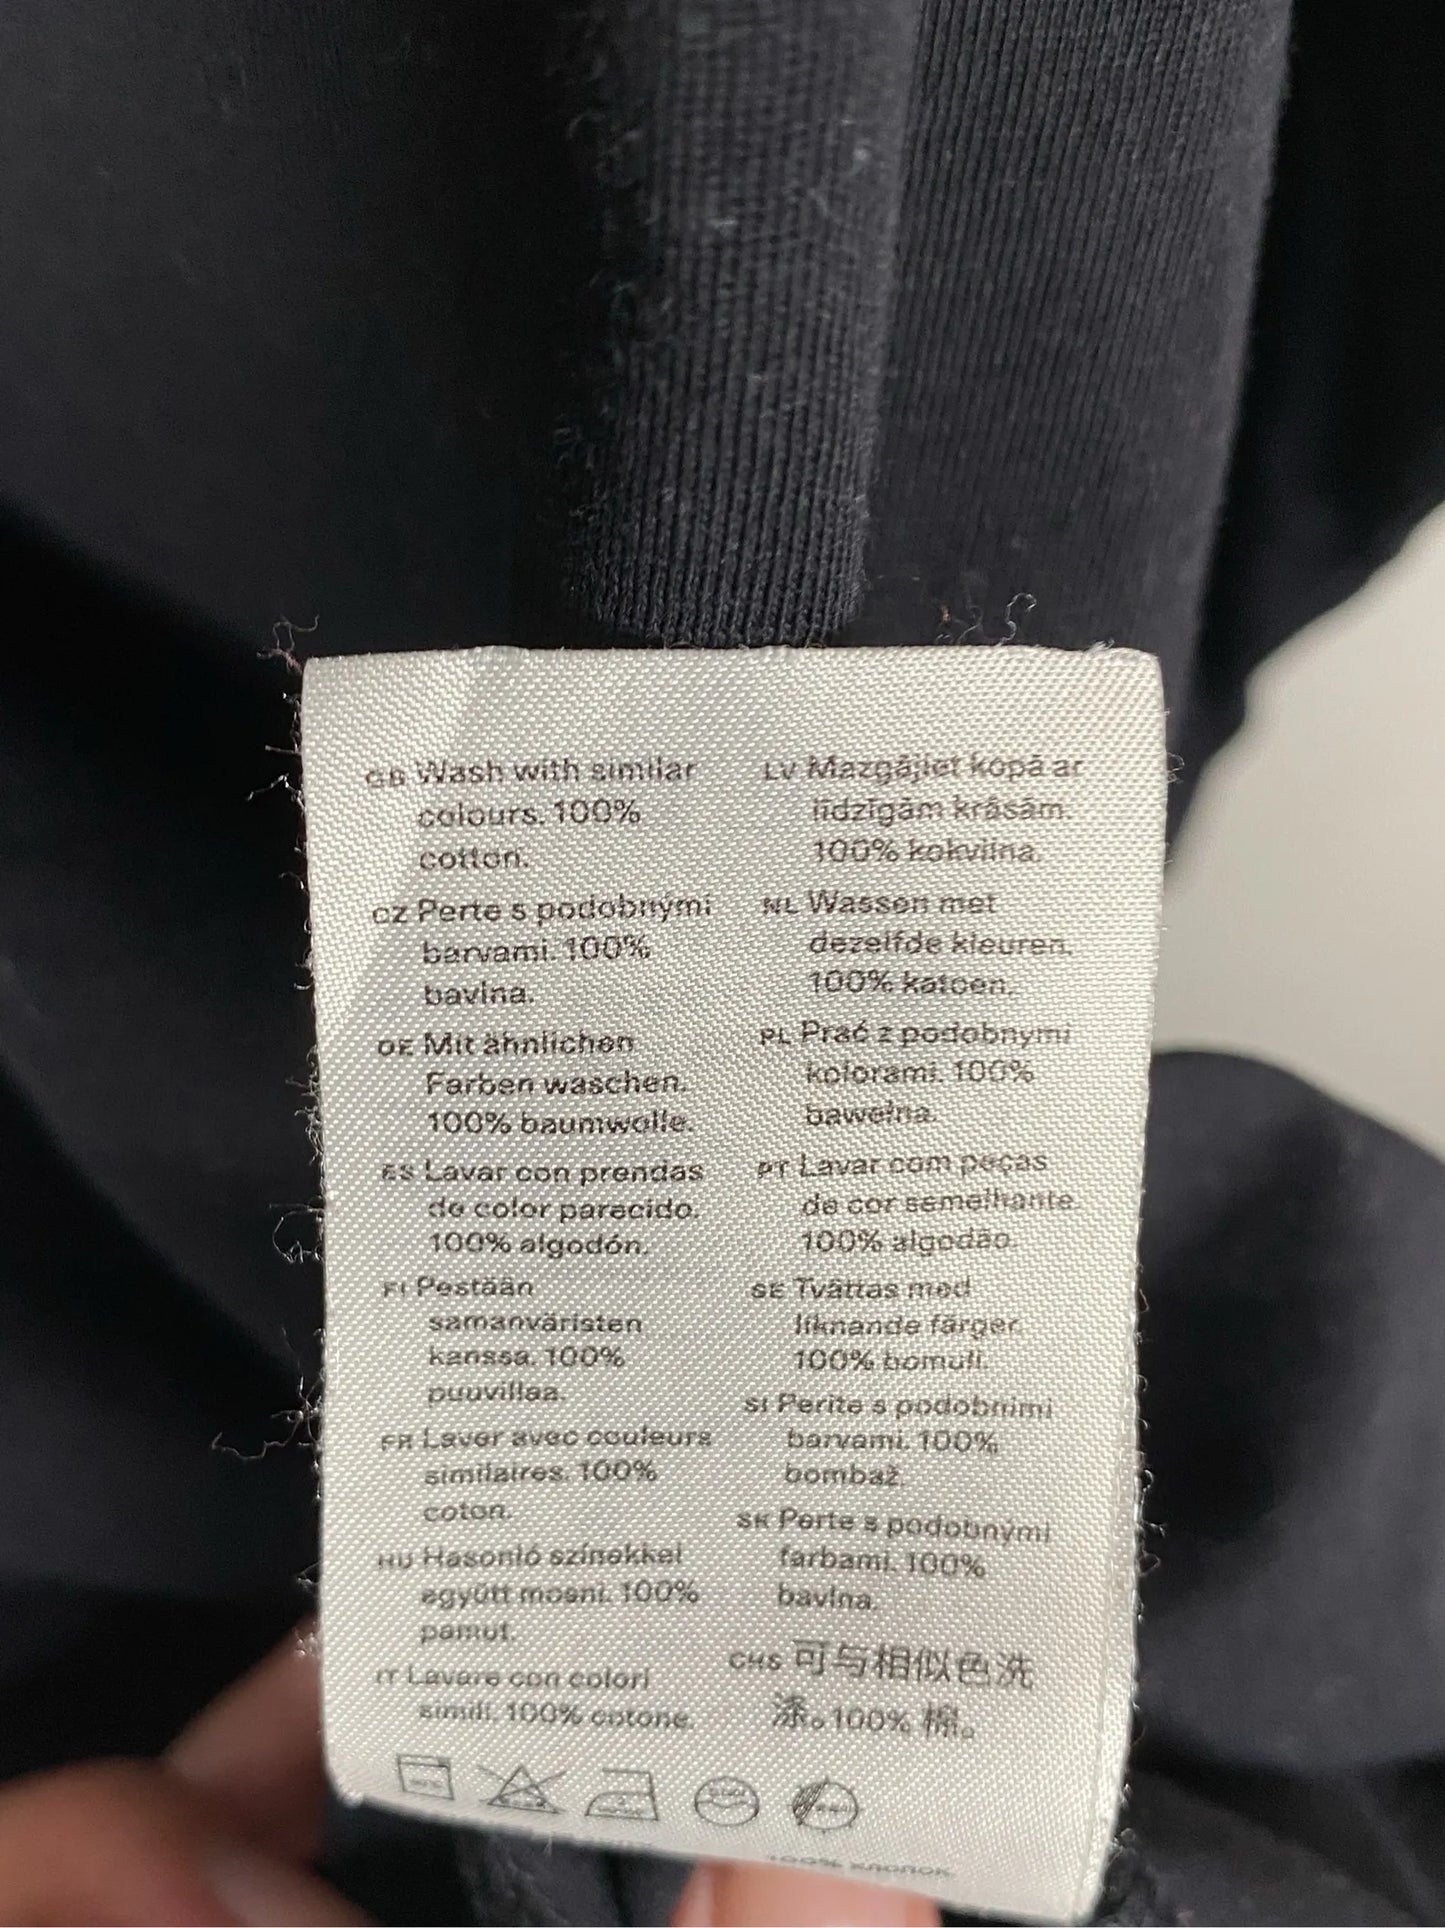 GB Wash with similar
colours. 100%
cotton.
CZ Perte s podobnými
barvami. 100%
bavlna.
DE Mit ähnlichen
Farben waschen.
100% baumwolle.
ES Lavar con prendas
de color parecido.
100% algodón.
FI Pestään
samanväristen
kanssa. 100%
puuvillaa.
FR Laver avec couleurs
similaires. 100%
coton.
HU Hasonló színekkel
együtt mosni. 100%
pamut.
IT Lavare con colori
simili. 100% cotone.
LV Mazgājiet kopā ar
līdzīgām krāsām.
100% kokvilna.
NL Wassen met
dezelfde kleuren.
100% katoen.
PL Prać z podobnymi
kolorami. 100%
bawełna.
PT Lavar com peças
de cor semelhante.
100% algodão.
SE Tvättas med
liknande färger.
100% bomull.
SI Perite s podobnimi
barvami. 100%
bombaž.
SK Perte s podobnými
farbami. 100%
bavlna.
CHS 可与相似色洗
涤。100% 棉。
100% хлопок